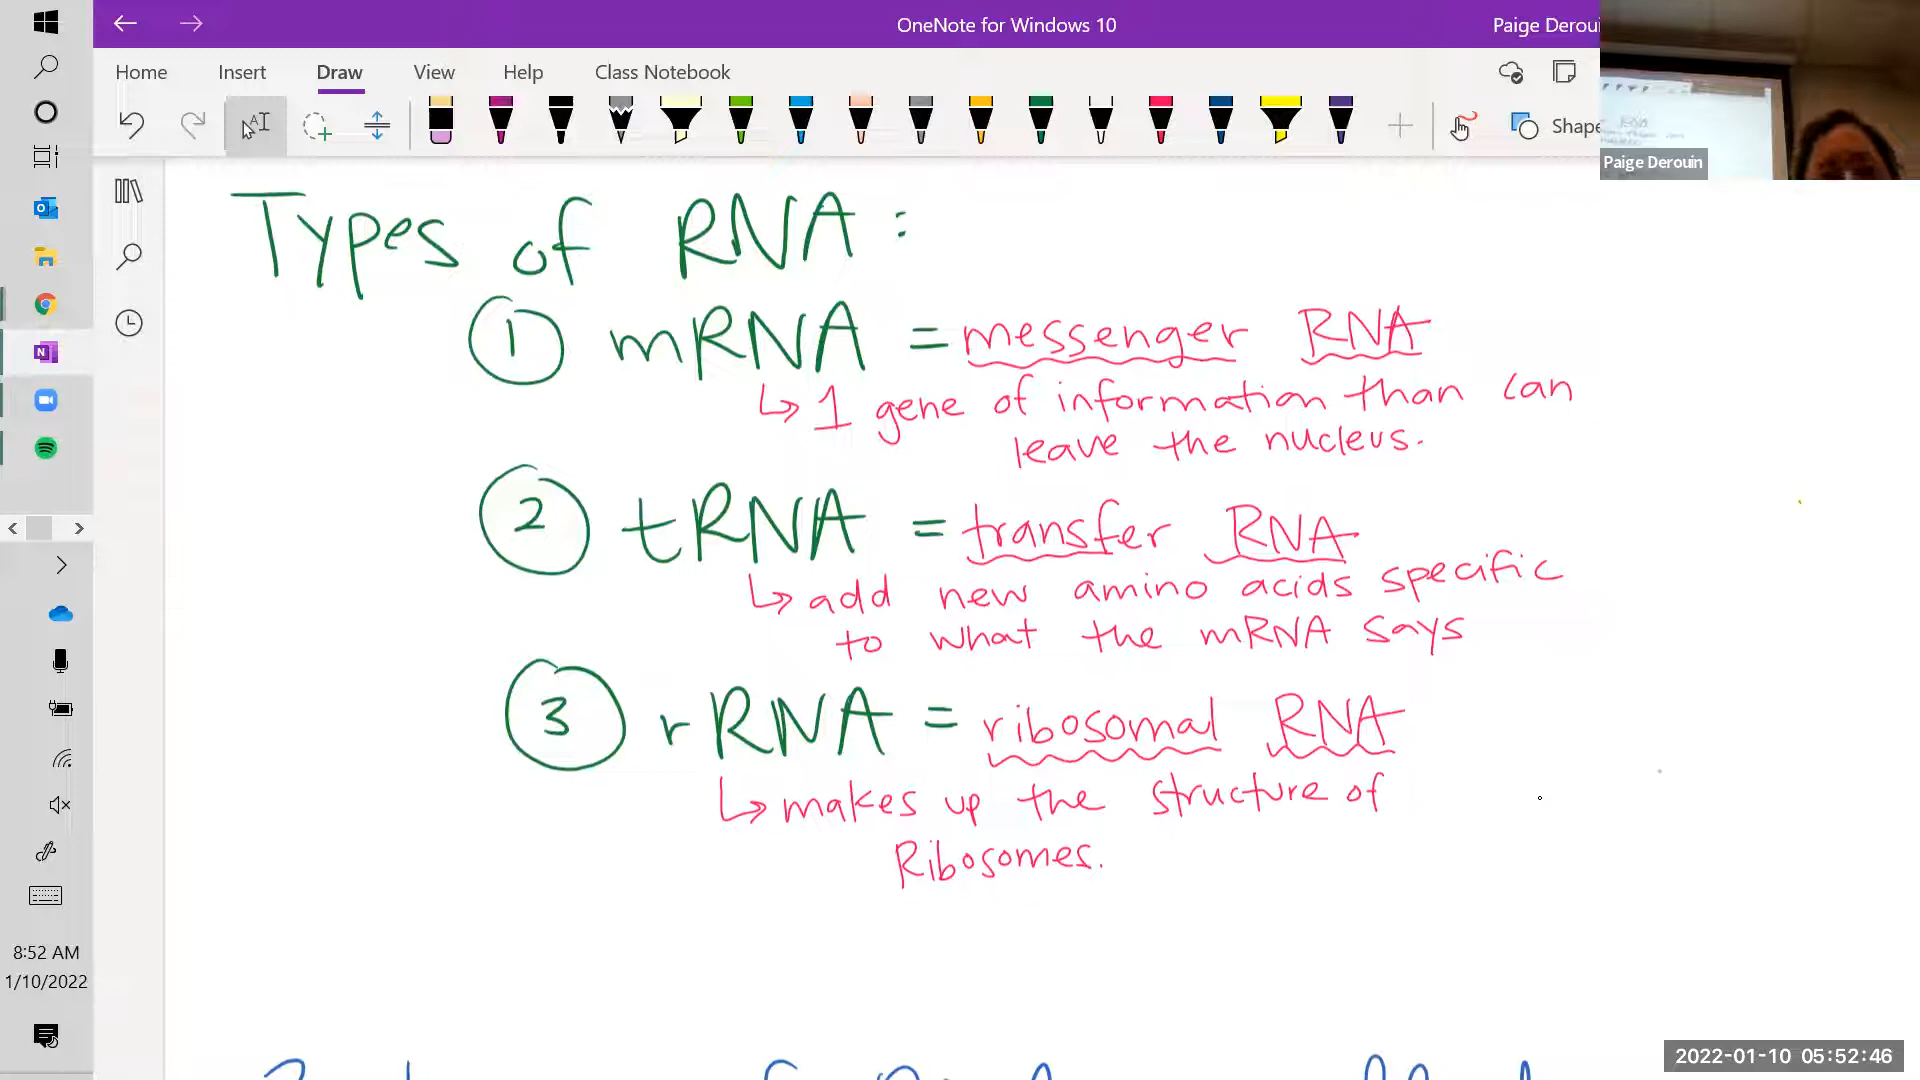 OneNote for Windows 10
Paige Deroui
Home Insert Draw View Help Class Notebook
Shape
Paige Derouin
Types of RNA:
1 mRNA = messenger RNA
↳ 1 gene of information than can
leave the nucleus.
2 tRNA = transfer RNA
↳ add new amino acids specific
to what the mRNA says
3 rRNA = ribosomal RNA
↳ makes up the structure of
Ribosomes.
8:52 AM
1/10/2022
2022-01-10 05:52:46